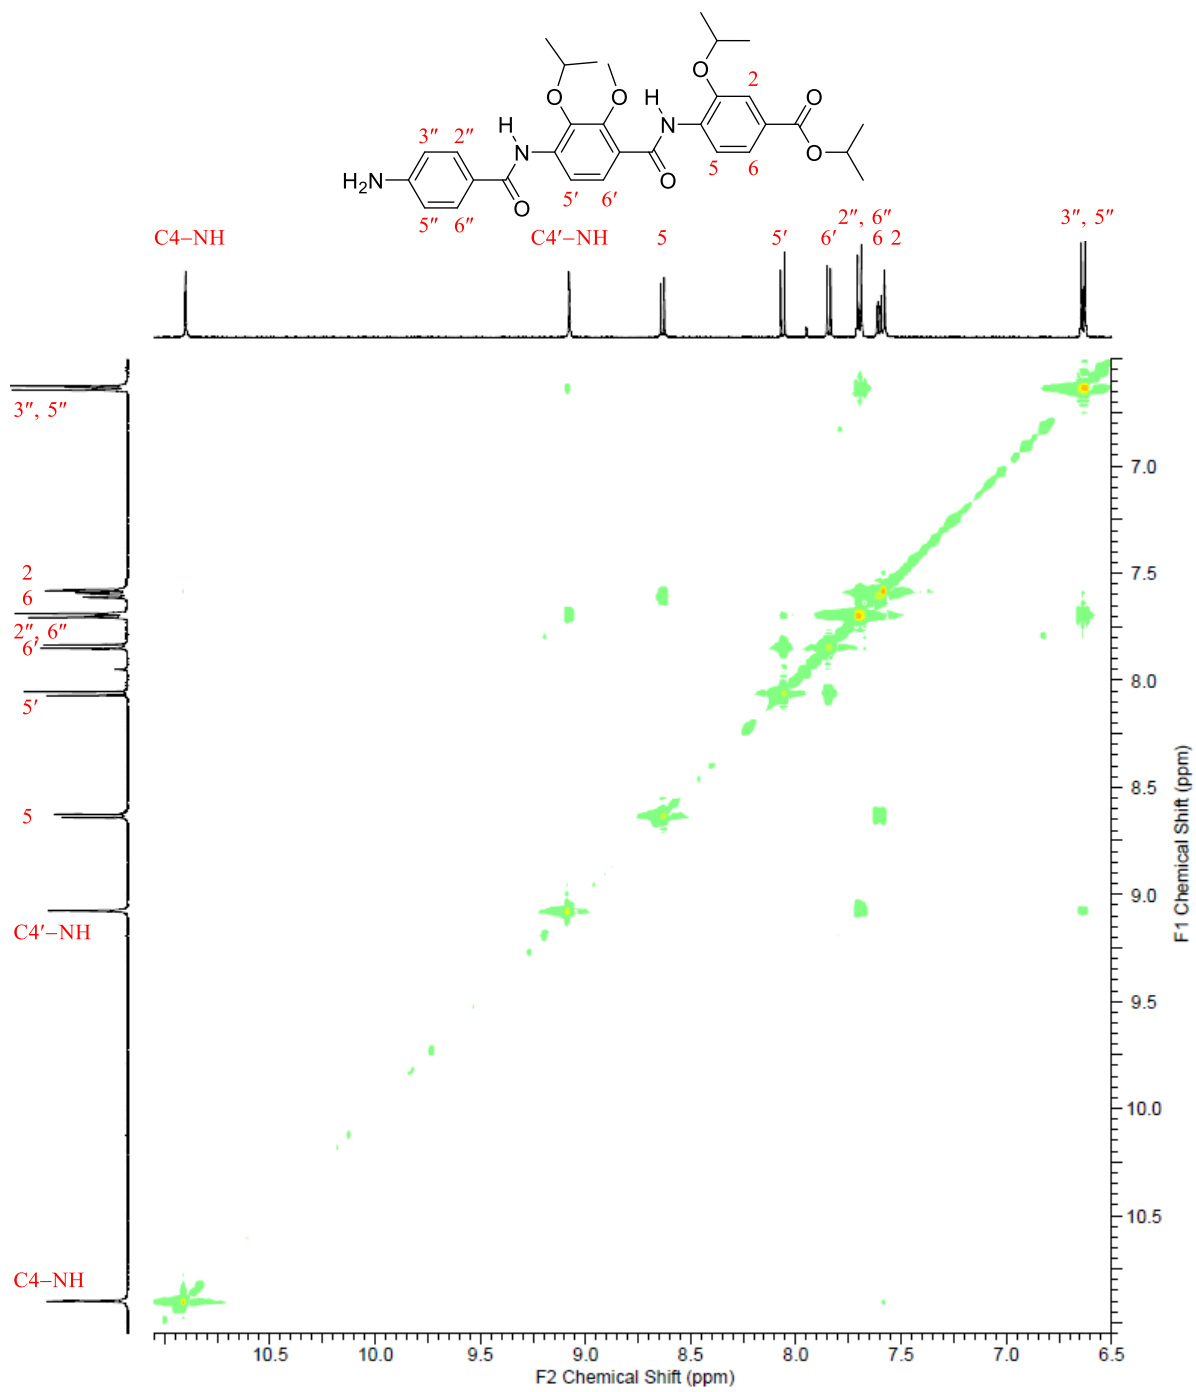 O
O
O
H
N
2
O
O
H
N
3″
2″
H₂N
5″
6″
O
5′
6′
O
5
6
C4−NH
C4′−NH
5
5′
6′
2″, 6″
6 2
3″, 5″
3″, 5″
2
6
2″, 6″
6′
5′
5
C4′−NH
C4−NH
7.0
7.5
8.0
8.5
9.0
9.5
10.0
10.5
F1 Chemical Shift (ppm)
10.5 10.0 9.5 9.0 8.5 8.0 7.5 7.0 6.5
F2 Chemical Shift (ppm)